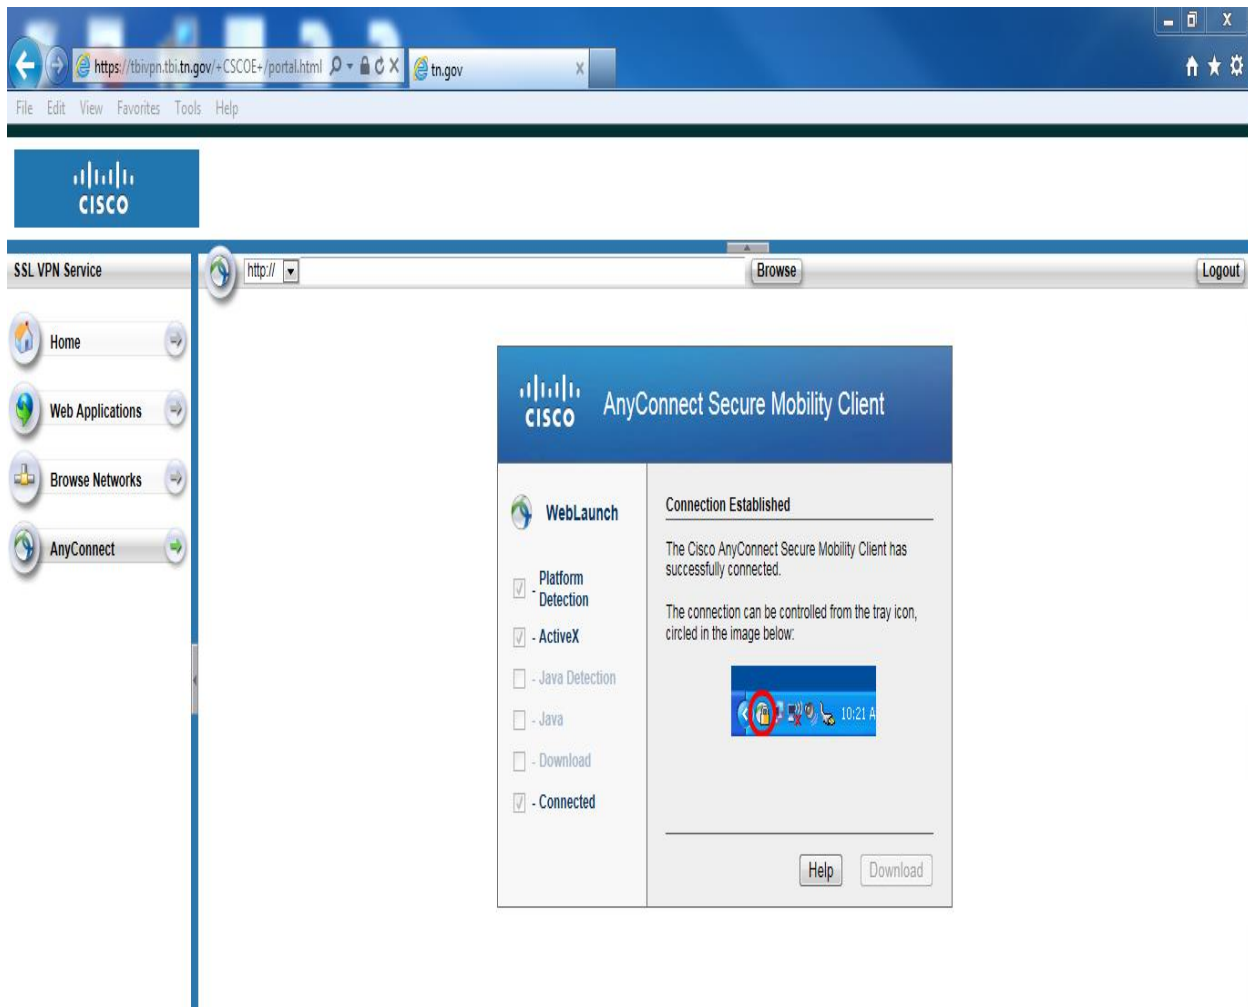 https://tbivpn.tbi.tn.gov/+CSCOE+/portal.html
tn.gov
File Edit View Favorites Tools Help
CISCO
SSL VPN Service
http://
Browse
Logout
Home
Web Applications
Browse Networks
AnyConnect
CISCO
AnyConnect Secure Mobility Client
WebLaunch
- Platform
Detection
- ActiveX
- Java Detection
- Java
- Download
- Connected
Connection Established
The Cisco AnyConnect Secure Mobility Client has
successfully connected.
The connection can be controlled from the tray icon,
circled in the image below:
10:21 A
Help
Download